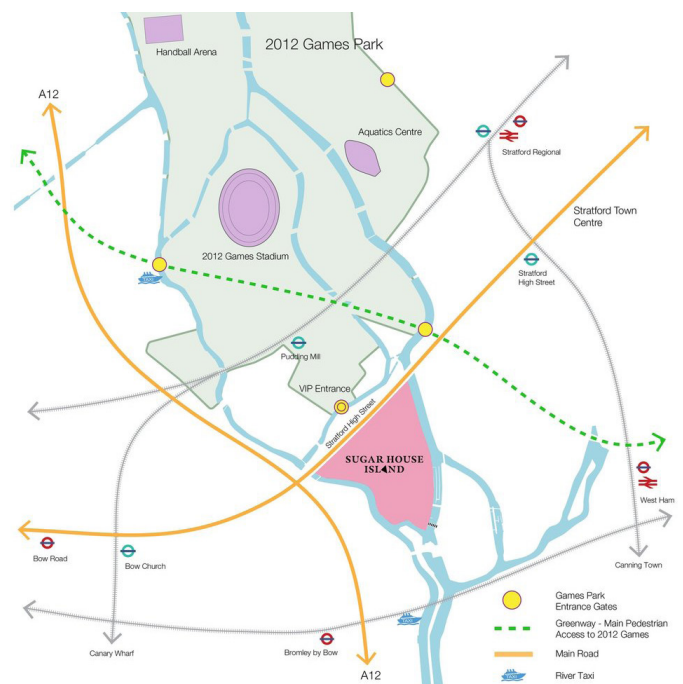 2012 Games Park
Handball Arena
A12
Aquatics Centre
Stratford Regional
Stratford Town
Centre
2012 Games Stadium
Stratford
High Street
Pudding Mill
VIP Entrance
Stratford High Street
SUGAR HOUSE
ISLAND
West Ham
Bow Road
Bow Church
Canning Town
Games Park
Entrance Gates
Greenway - Main Pedestrian
Access to 2012 Games
Canary Wharf
Bromley by Bow
Main Road
A12
River Taxi